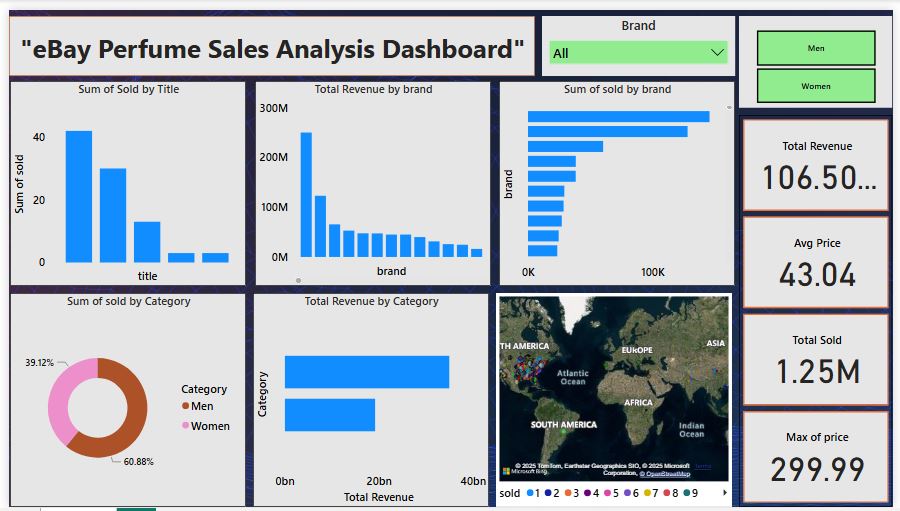 "eBay Perfume Sales Analysis Dashboard"
Brand
All
Men
Women
Sum of Sold by Title
Sum of sold
40
20
0
title
Total Revenue by brand
300M
200M
100M
0M
brand
Sum of sold by brand
brand
0K
100K
Total Revenue
106.50...
Avg Price
43.04
Total Sold
1.25M
Max of price
299.99
Sum of sold by Category
39.12%
60.88%
Category
Men
Women
Total Revenue by Category
Category
0bn
20bn
40bn
Total Revenue
TH AMERICA
EUROPE
ASIA
Atlantic
Ocean
AFRICA
SOUTH AMERICA
Indian
Ocean
Microsoft Bing
© 2025 TomTom, Earthstar Geographics SIO, © 2025 Microsoft
Corporation, © OpenStreetMap
Terms
sold 1 2 3 4 5 6 7 8 9